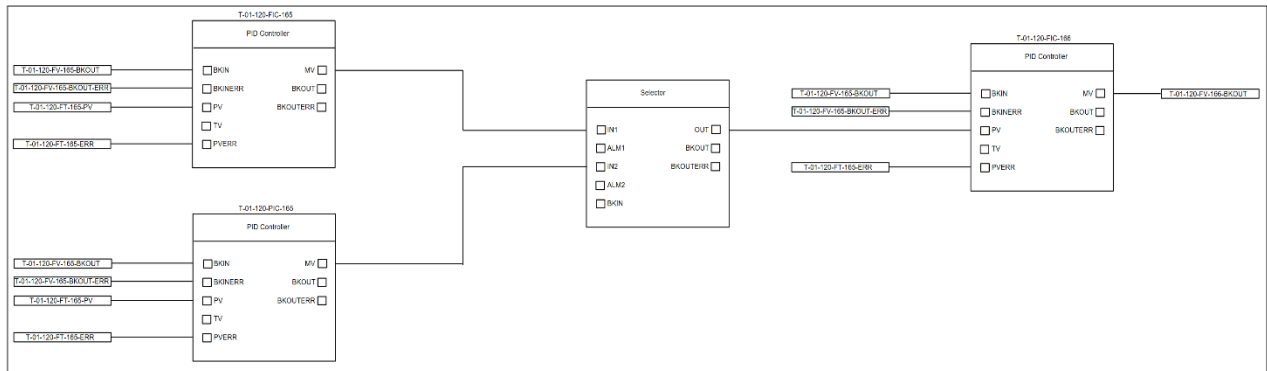 T-01-120-FIC-165
PID Controller
T-01-120-FV-165-BKOUT
BKIN
MV
T-01-120-FV-165-BKOUT-ERR
BKINERR
BKOUT
T-01-120-FT-165-PV
PV
BKOUTERR
TV
T-01-120-FT-165-ERR
PVERR
T-01-120-PIC-165
PID Controller
T-01-120-FV-165-BKOUT
BKIN
MV
T-01-120-FV-165-BKOUT-ERR
BKINERR
BKOUT
T-01-120-FT-165-PV
PV
BKOUTERR
TV
T-01-120-FT-165-ERR
PVERR
Selector
IN1
OUT
ALM1
BKOUT
IN2
BKOUTERR
ALM2
BKIN
T-01-120-FIC-166
PID Controller
T-01-120-FV-165-BKOUT
BKIN
MV
T-01-120-FV-166-BKOUT
T-01-120-FV-165-BKOUT-ERR
BKINERR
BKOUT
PV
BKOUTERR
TV
T-01-120-FT-165-ERR
PVERR